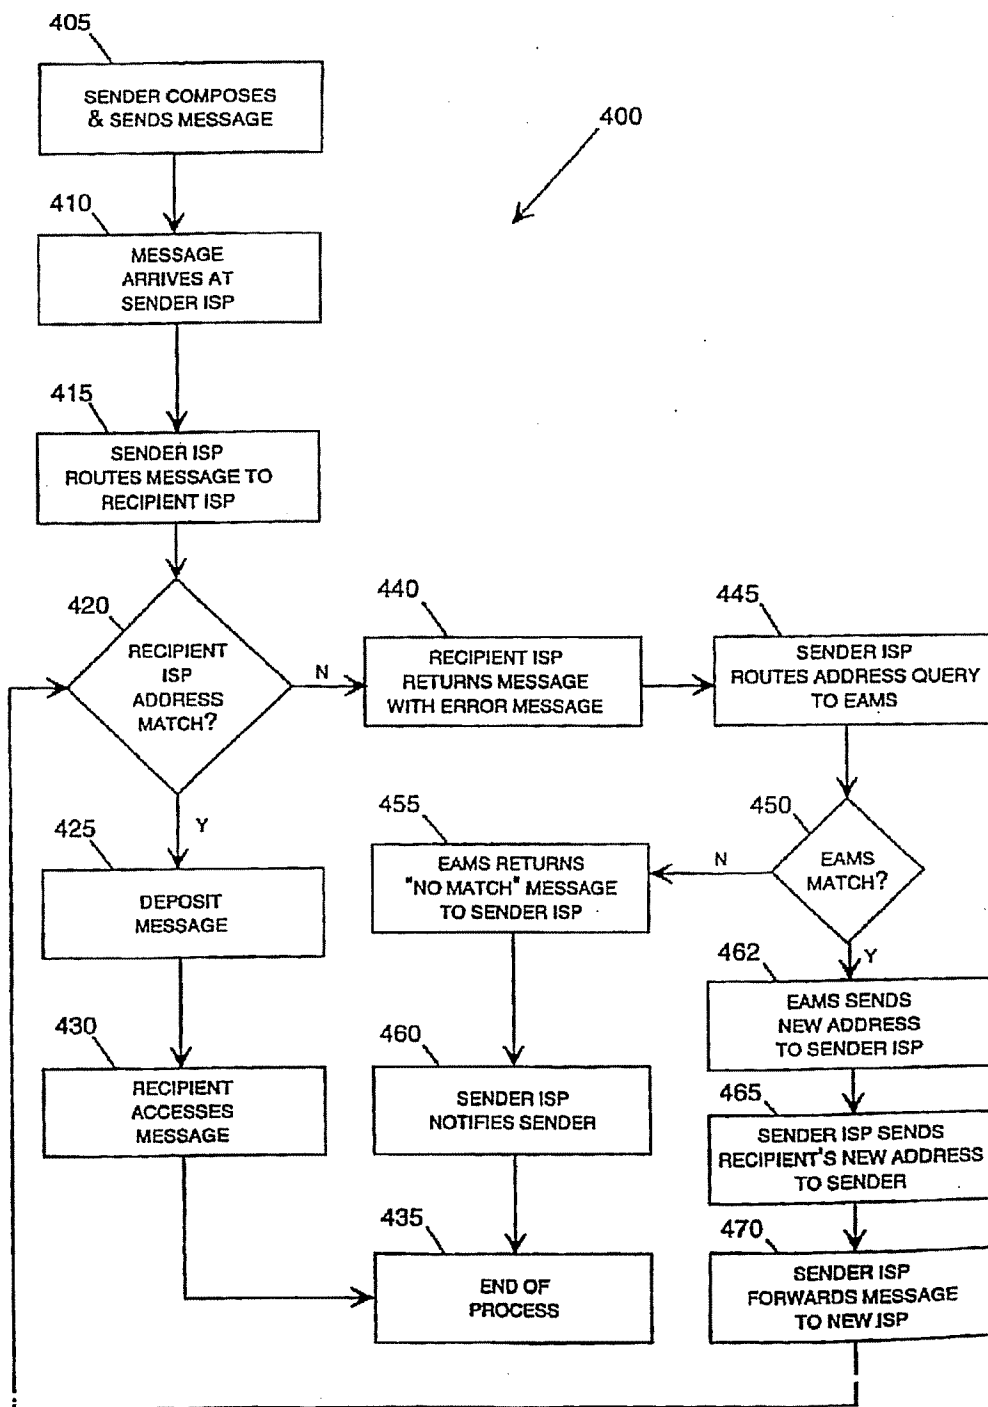 405
SENDER COMPOSES
& SENDS MESSAGE
400
410
MESSAGE
ARRIVES AT
SENDER ISP
415
SENDER ISP
ROUTES MESSAGE TO
RECIPIENT ISP
420
RECIPIENT
ISP
ADDRESS
MATCH?
N
440
RECIPIENT ISP
RETURNS MESSAGE
WITH ERROR MESSAGE
445
SENDER ISP
ROUTES ADDRESS QUERY
TO EAMS
Y
425
DEPOSIT
MESSAGE
455
EAMS RETURNS
"NO MATCH" MESSAGE
TO SENDER ISP
N
450
EAMS
MATCH?
Y
430
RECIPIENT
ACCESSES
MESSAGE
460
SENDER ISP
NOTIFIES SENDER
462
EAMS SENDS
NEW ADDRESS
TO SENDER ISP
465
SENDER ISP SENDS
RECIPIENT'S NEW ADDRESS
TO SENDER
435
END OF
PROCESS
470
SENDER ISP
FORWARDS MESSAGE
TO NEW ISP